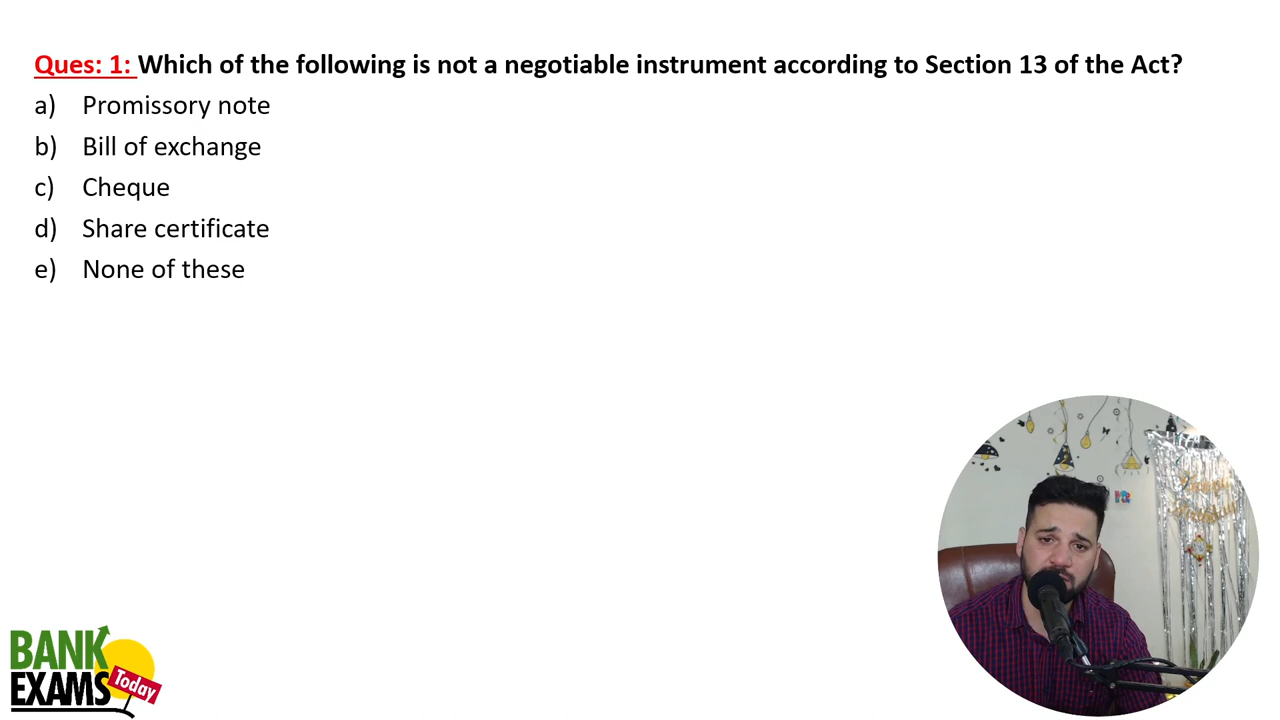 Ques: 1: Which of the following is not a negotiable instrument according to Section 13 of the Act?
a) Promissory note
b) Bill of exchange
c) Cheque
d) Share certificate
e) None of these
BANK
EXAMS
Today